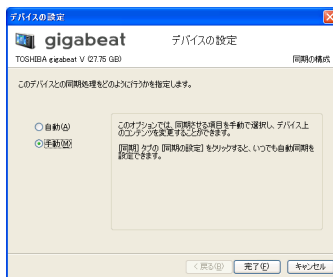 デバイスの設定
gigabeat デバイスの設定
TOSHIBA gigabeat V (27.75 GB) 同期の構成
このデバイスとの同期処理をどのように行うかを指定します。
自動(A)
手動(M)
このオプションでは、同期させる項目を手動で選択し、デバイス上
のコンテンツを変更することができます。
[同期] タブの [同期の設定] をクリックすると、いつでも自動同期を
設定できます。
< 戻る(B) 完了(F) キャンセル